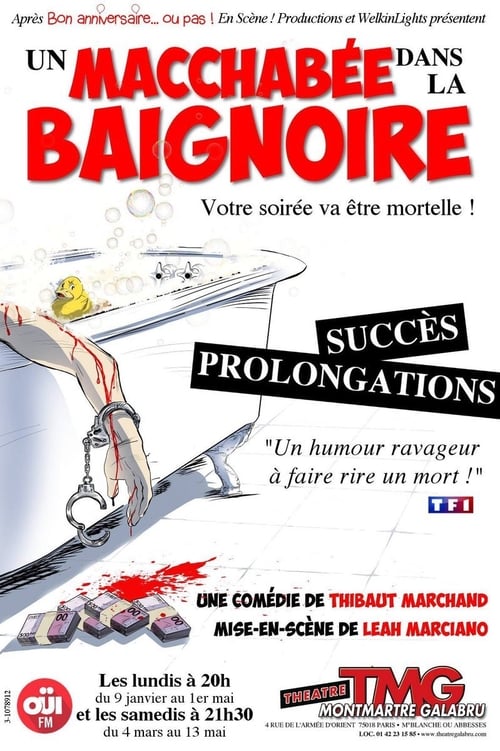 Après Bon anniversaire... ou pas ! En Scène ! Productions et WelkinLights présentent
UN MACCHABÉE DANS LA
BAIGNOIRE
Votre soirée va être mortelle !
SUCCÈS
PROLONGATIONS
"Un humour ravageur
à faire rire un mort !"
TF1
UNE COMÉDIE DE THIBAUT MARCHAND
MISE-EN-SCÈNE DE LEAH MARCIANO
Les lundis à 20h
du 9 janvier au 1er mai
et les samedis à 21h30
du 4 mars au 13 mai
OÜI
FM
3-1078912
THEATRE TMG
MONTMARTRE GALABRU
4 RUE DE L'ARMÉE D'ORIENT 75018 PARIS - M° BLANCHE OU ABBESSES
LOC. 01 42 23 15 85 - www.theatregalabru.com